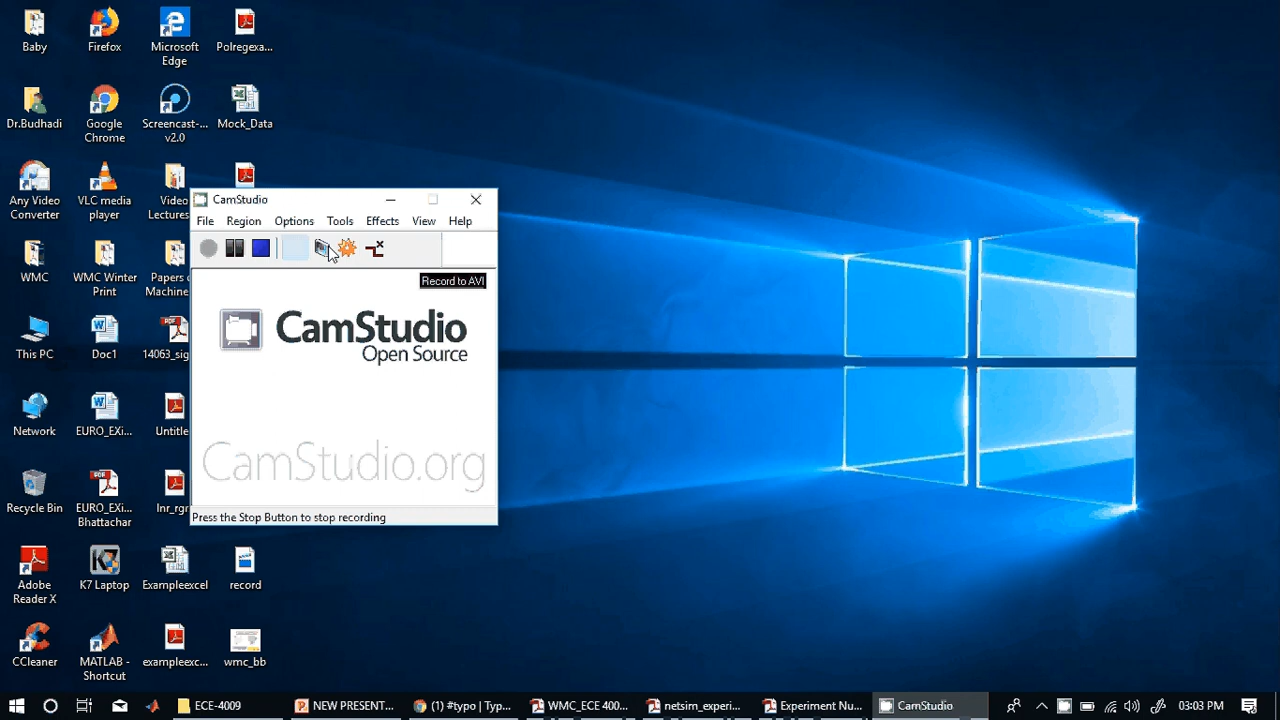 Baby
Firefox
Microsoft
Edge
Polregexa...
Dr.Budhadi
Google
Chrome
Screencast-...
v2.0
Mock_Data
Any Video
Converter
VLC media
player
Video
Lectures
CamStudio
File Region Options Tools Effects View Help
Record to AVI
CamStudio
Open Source
CamStudio.org
Press the Stop Button to stop recording
WMC
WMC Winter
Print
Papers o
Machine
This PC
Doc1
PDF
14063_sig
Network
EURO_EXi...
Untitle
Recycle Bin
PDF
EURO_EXi...
Bhattachar
lnr_rgr
Adobe
Reader X
K7 Laptop
Exampleexcel
record
CCleaner
MATLAB -
Shortcut
exampleexc...
wmc_bb
ECE-4009
NEW PRESENT...
(1) #typo | Typ...
WMC_ECE 400...
netsim_experi...
Experiment Nu...
CamStudio
03:03 PM